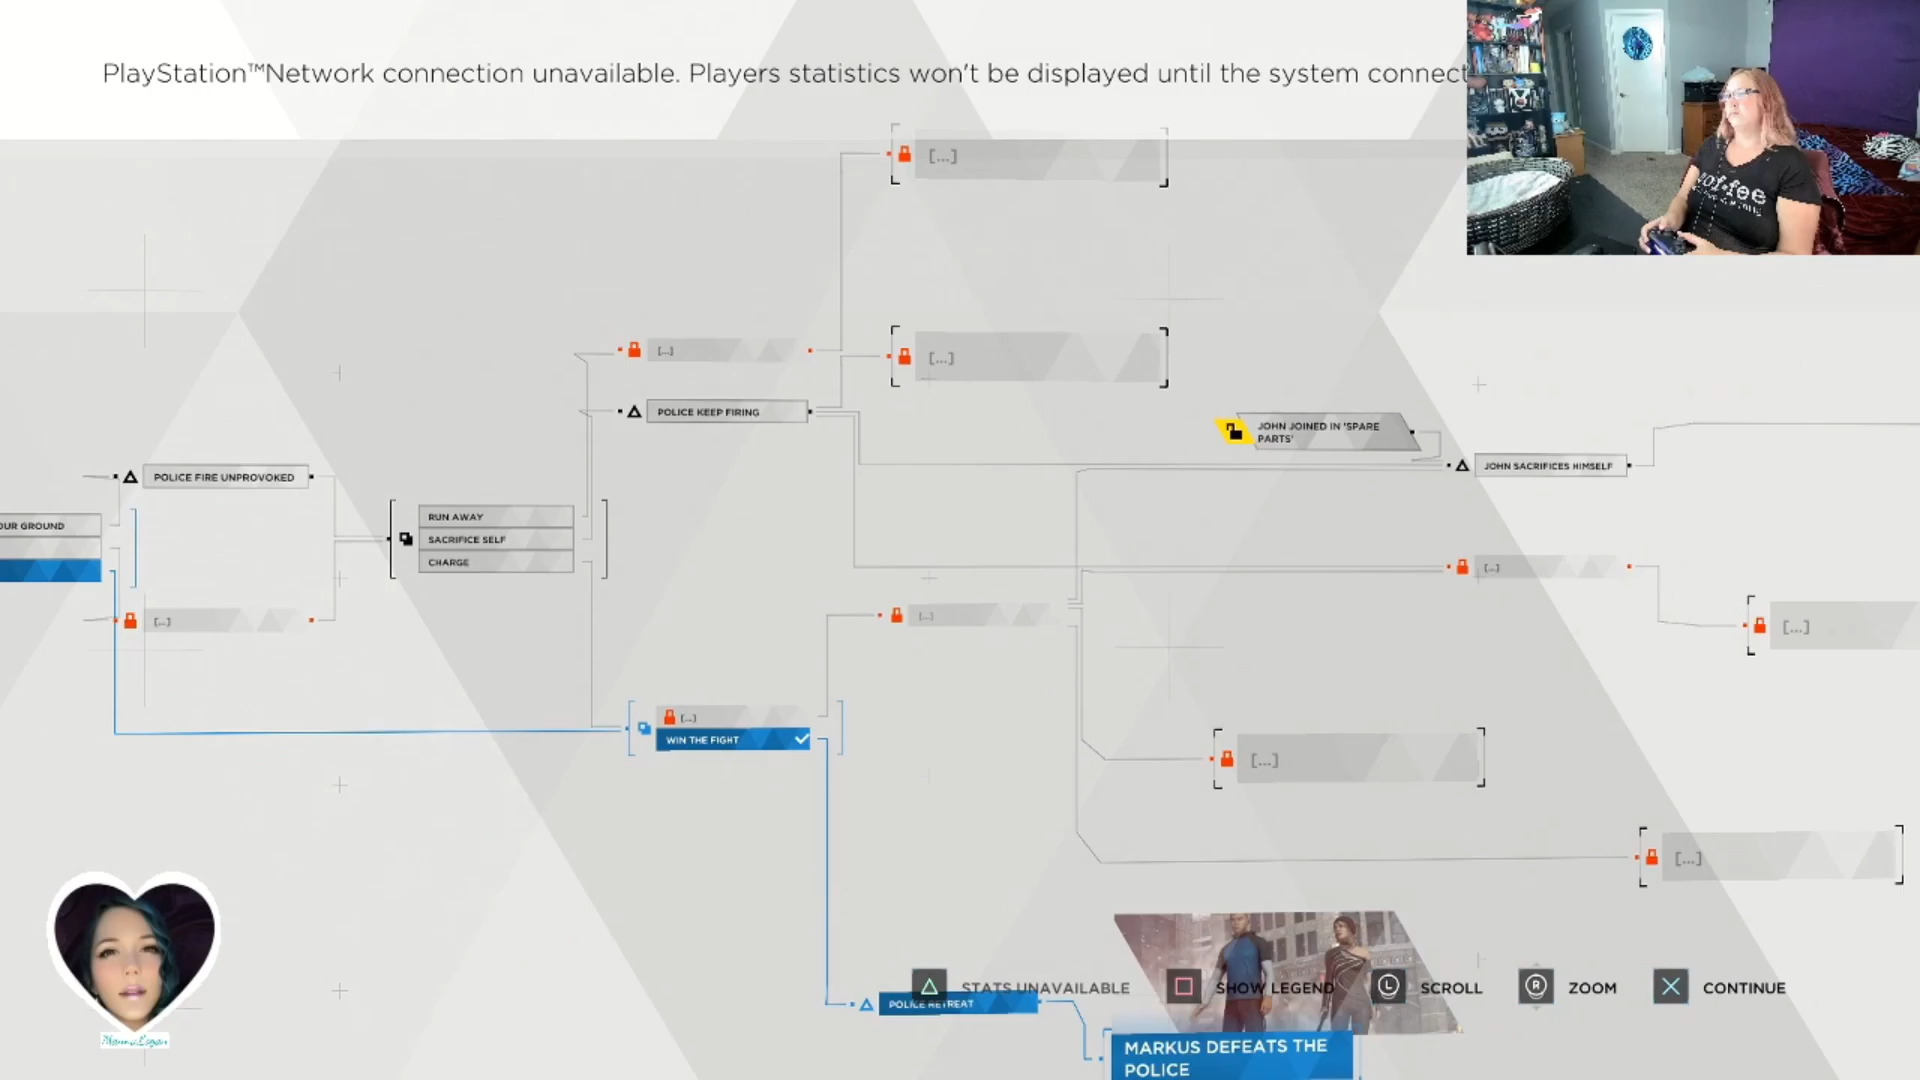 PlayStation™Network connection unavailable. Players statistics won't be displayed until the system connect
[...]
[...]
[...]
POLICE KEEP FIRING
JOHN JOINED IN 'SPARE
PARTS'
JOHN SACRIFICES HIMSELF
POLICE FIRE UNPROVOKED
OUR GROUND
RUN AWAY
SACRIFICE SELF
CHARGE
[...]
[...]
[...]
[...]
[...]
WIN THE FIGHT
[...]
[...]
STATS UNAVAILABLE
SHOW LEGEND
SCROLL
ZOOM
CONTINUE
POLICE RETREAT
MARKUS DEFEATS THE
POLICE